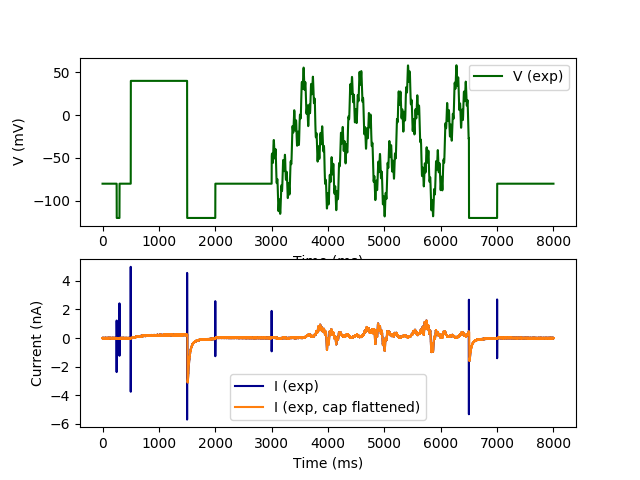 V (exp)
50
0
−50
−100
V (mV)
0 1000 2000 3000 4000 5000 6000 7000 8000
Time (ms)
4
2
0
−2
−4
−6
Current (nA)
I (exp)
I (exp, cap flattened)
0 1000 2000 3000 4000 5000 6000 7000 8000
Time (ms)